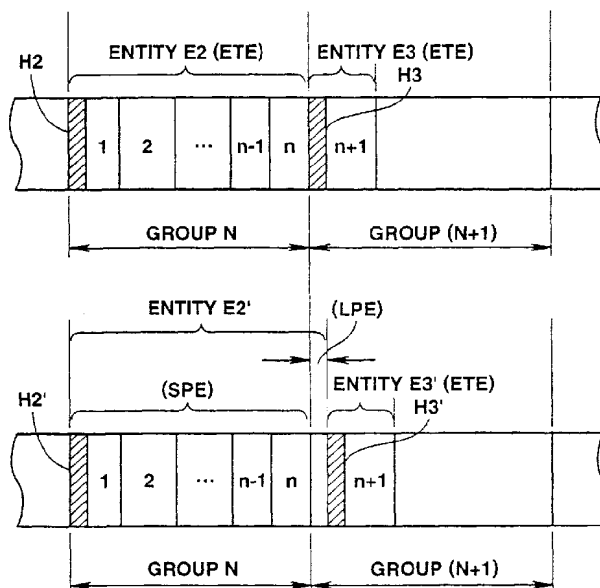 ENTITY E2 (ETE) ENTITY E3 (ETE)
H2 H3
1 2 ... n-1 n n+1
GROUP N GROUP (N+1)
ENTITY E2' (LPE)
(SPE) ENTITY E3' (ETE)
H2' H3'
1 2 ... n-1 n n+1
GROUP N GROUP (N+1)